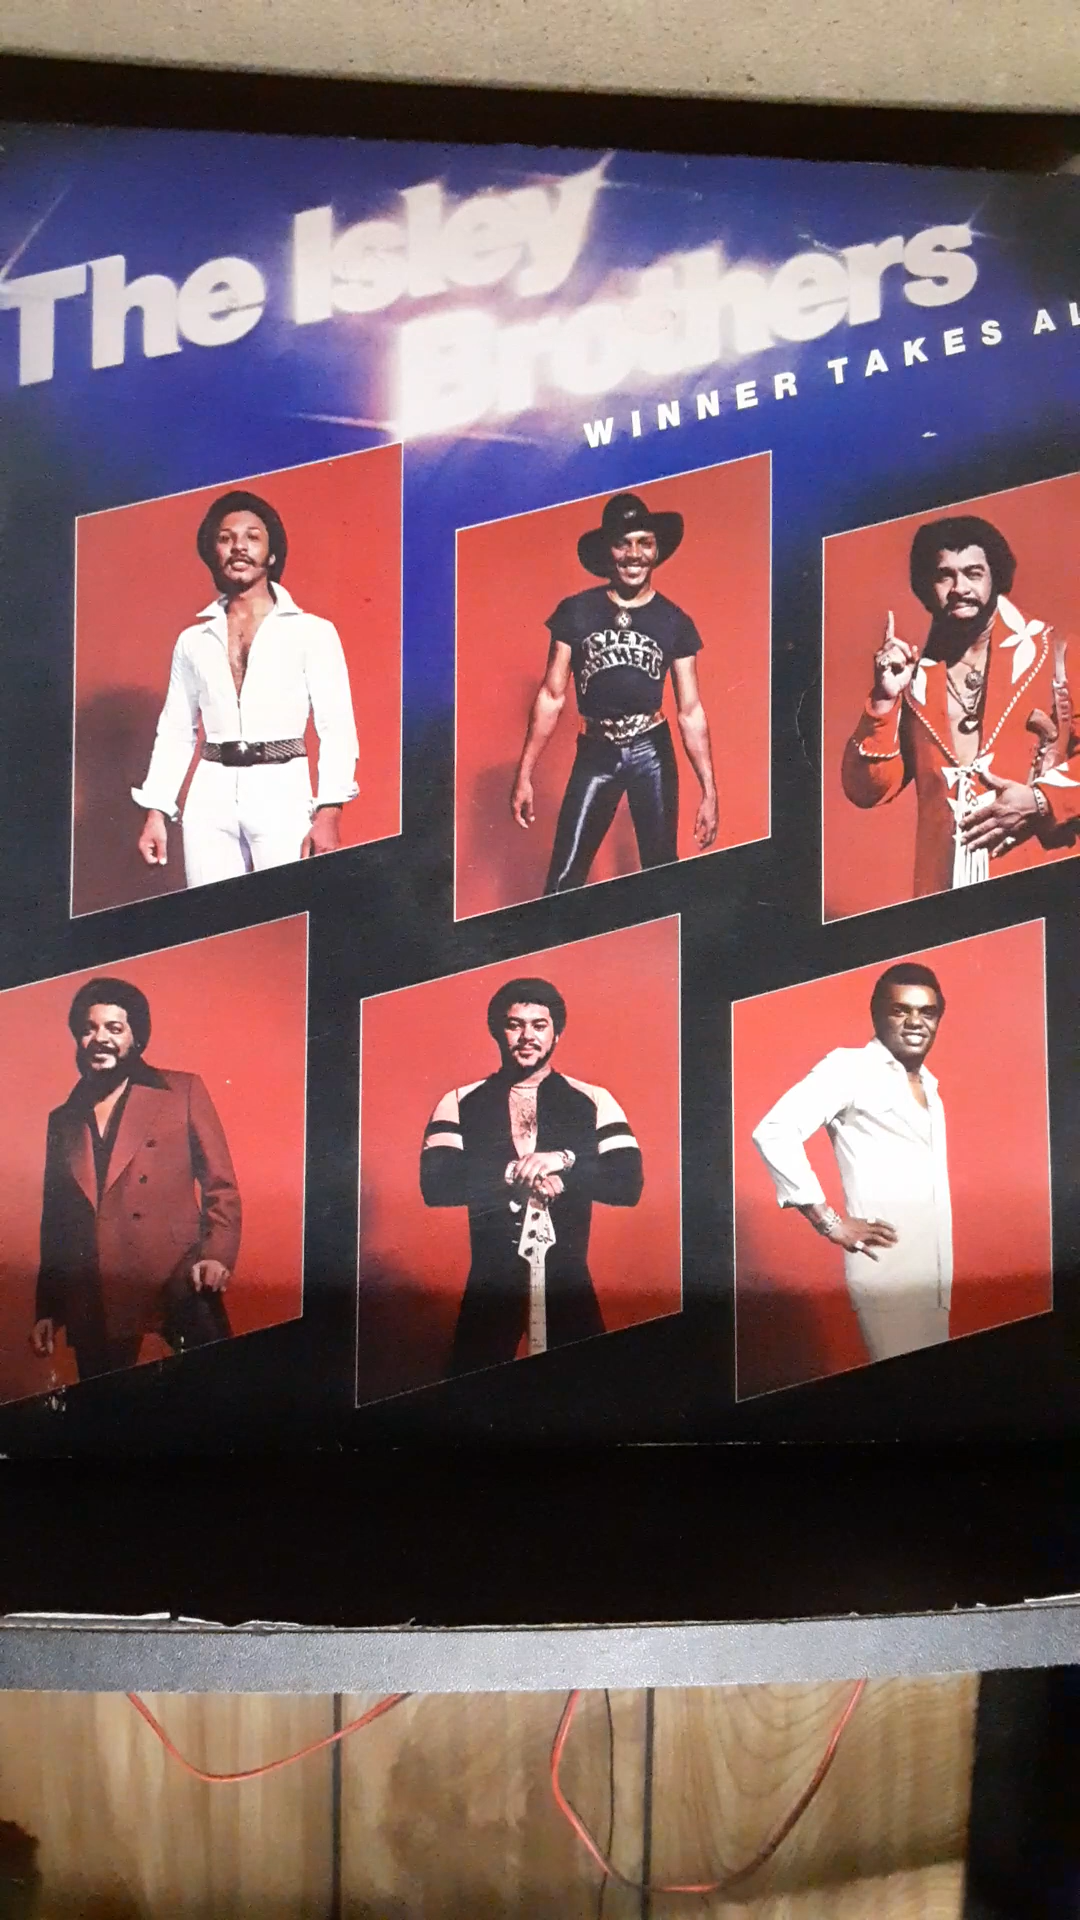 The Isley
Brothers
WINNER TAKES AL
ISLEY
BROTHERS